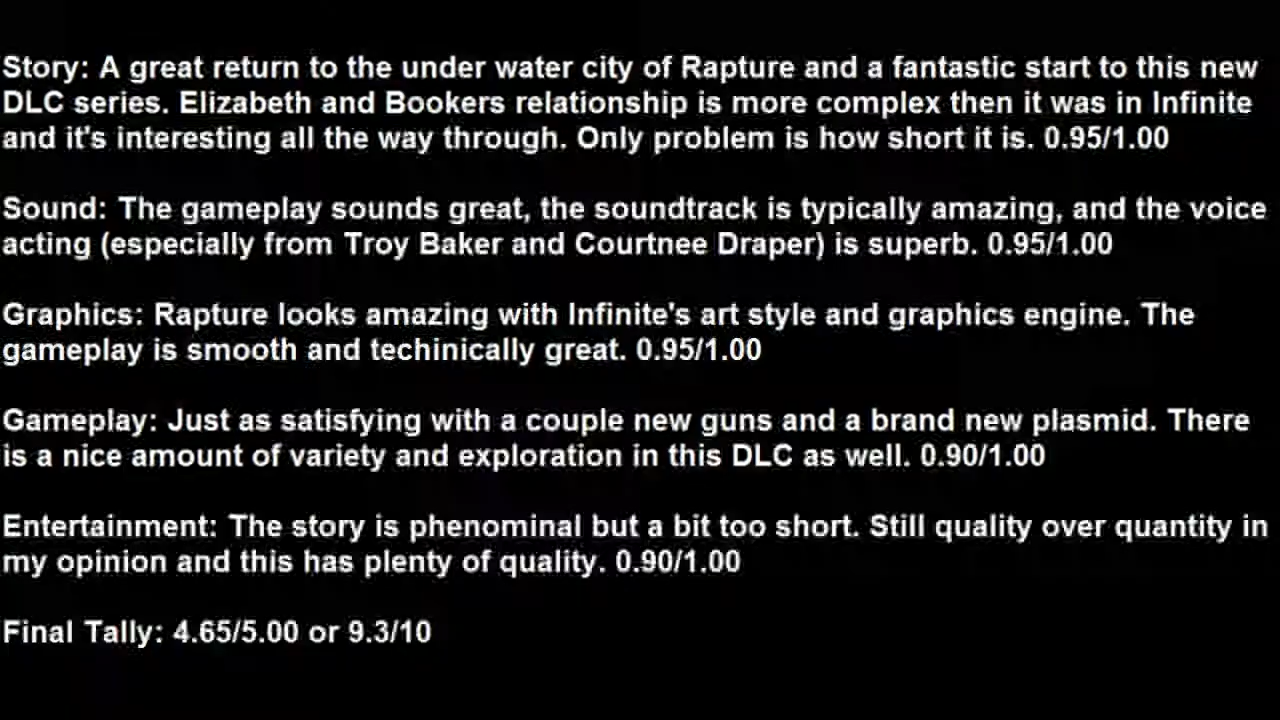 Story: A great return to the under water city of Rapture and a fantastic start to this new
DLC series. Elizabeth and Bookers relationship is more complex then it was in Infinite
and it's interesting all the way through. Only problem is how short it is. 0.95/1.00
Sound: The gameplay sounds great, the soundtrack is typically amazing, and the voice
acting (especially from Troy Baker and Courtnee Draper) is superb. 0.95/1.00
Graphics: Rapture looks amazing with Infinite's art style and graphics engine. The
gameplay is smooth and techinically great. 0.95/1.00
Gameplay: Just as satisfying with a couple new guns and a brand new plasmid. There
is a nice amount of variety and exploration in this DLC as well. 0.90/1.00
Entertainment: The story is phenominal but a bit too short. Still quality over quantity in
my opinion and this has plenty of quality. 0.90/1.00
Final Tally: 4.65/5.00 or 9.3/10